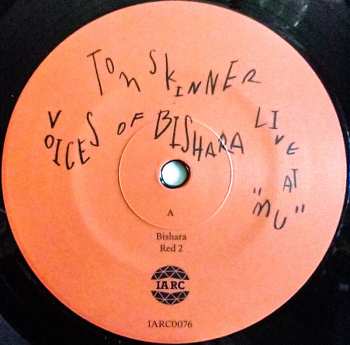 TOM SKINNER
VOICES OF BISHARA LIVE AT "MU"
A
Bishara
Red 2
IARC
IARC0076